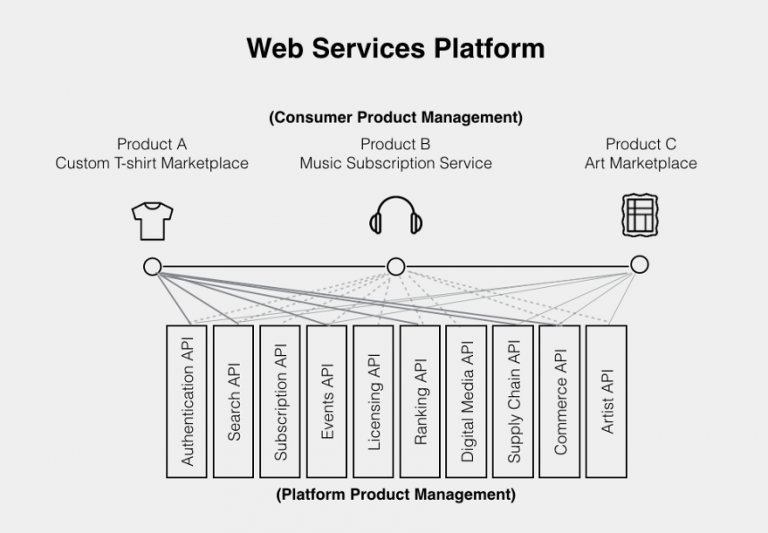 Web Services Platform
(Consumer Product Management)
Product A
Custom T-shirt Marketplace
Product B
Music Subscription Service
Product C
Art Marketplace
Authentication API
Search API
Subscription API
Events API
Licensing API
Ranking API
Digital Media API
Supply Chain API
Commerce API
Artist API
(Platform Product Management)